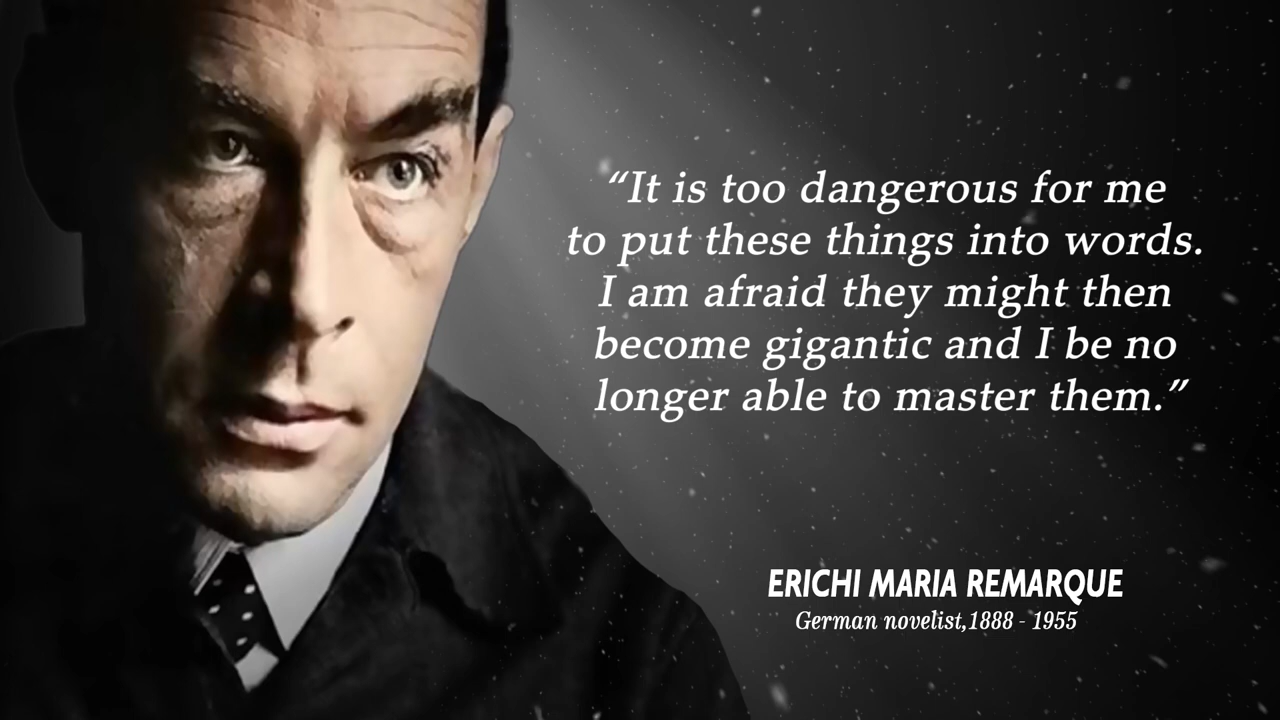 “It is too dangerous for me
to put these things into words.
I am afraid they might then
become gigantic and I be no
longer able to master them.”
ERICHI MARIA REMARQUE
German novelist,1888 - 1955